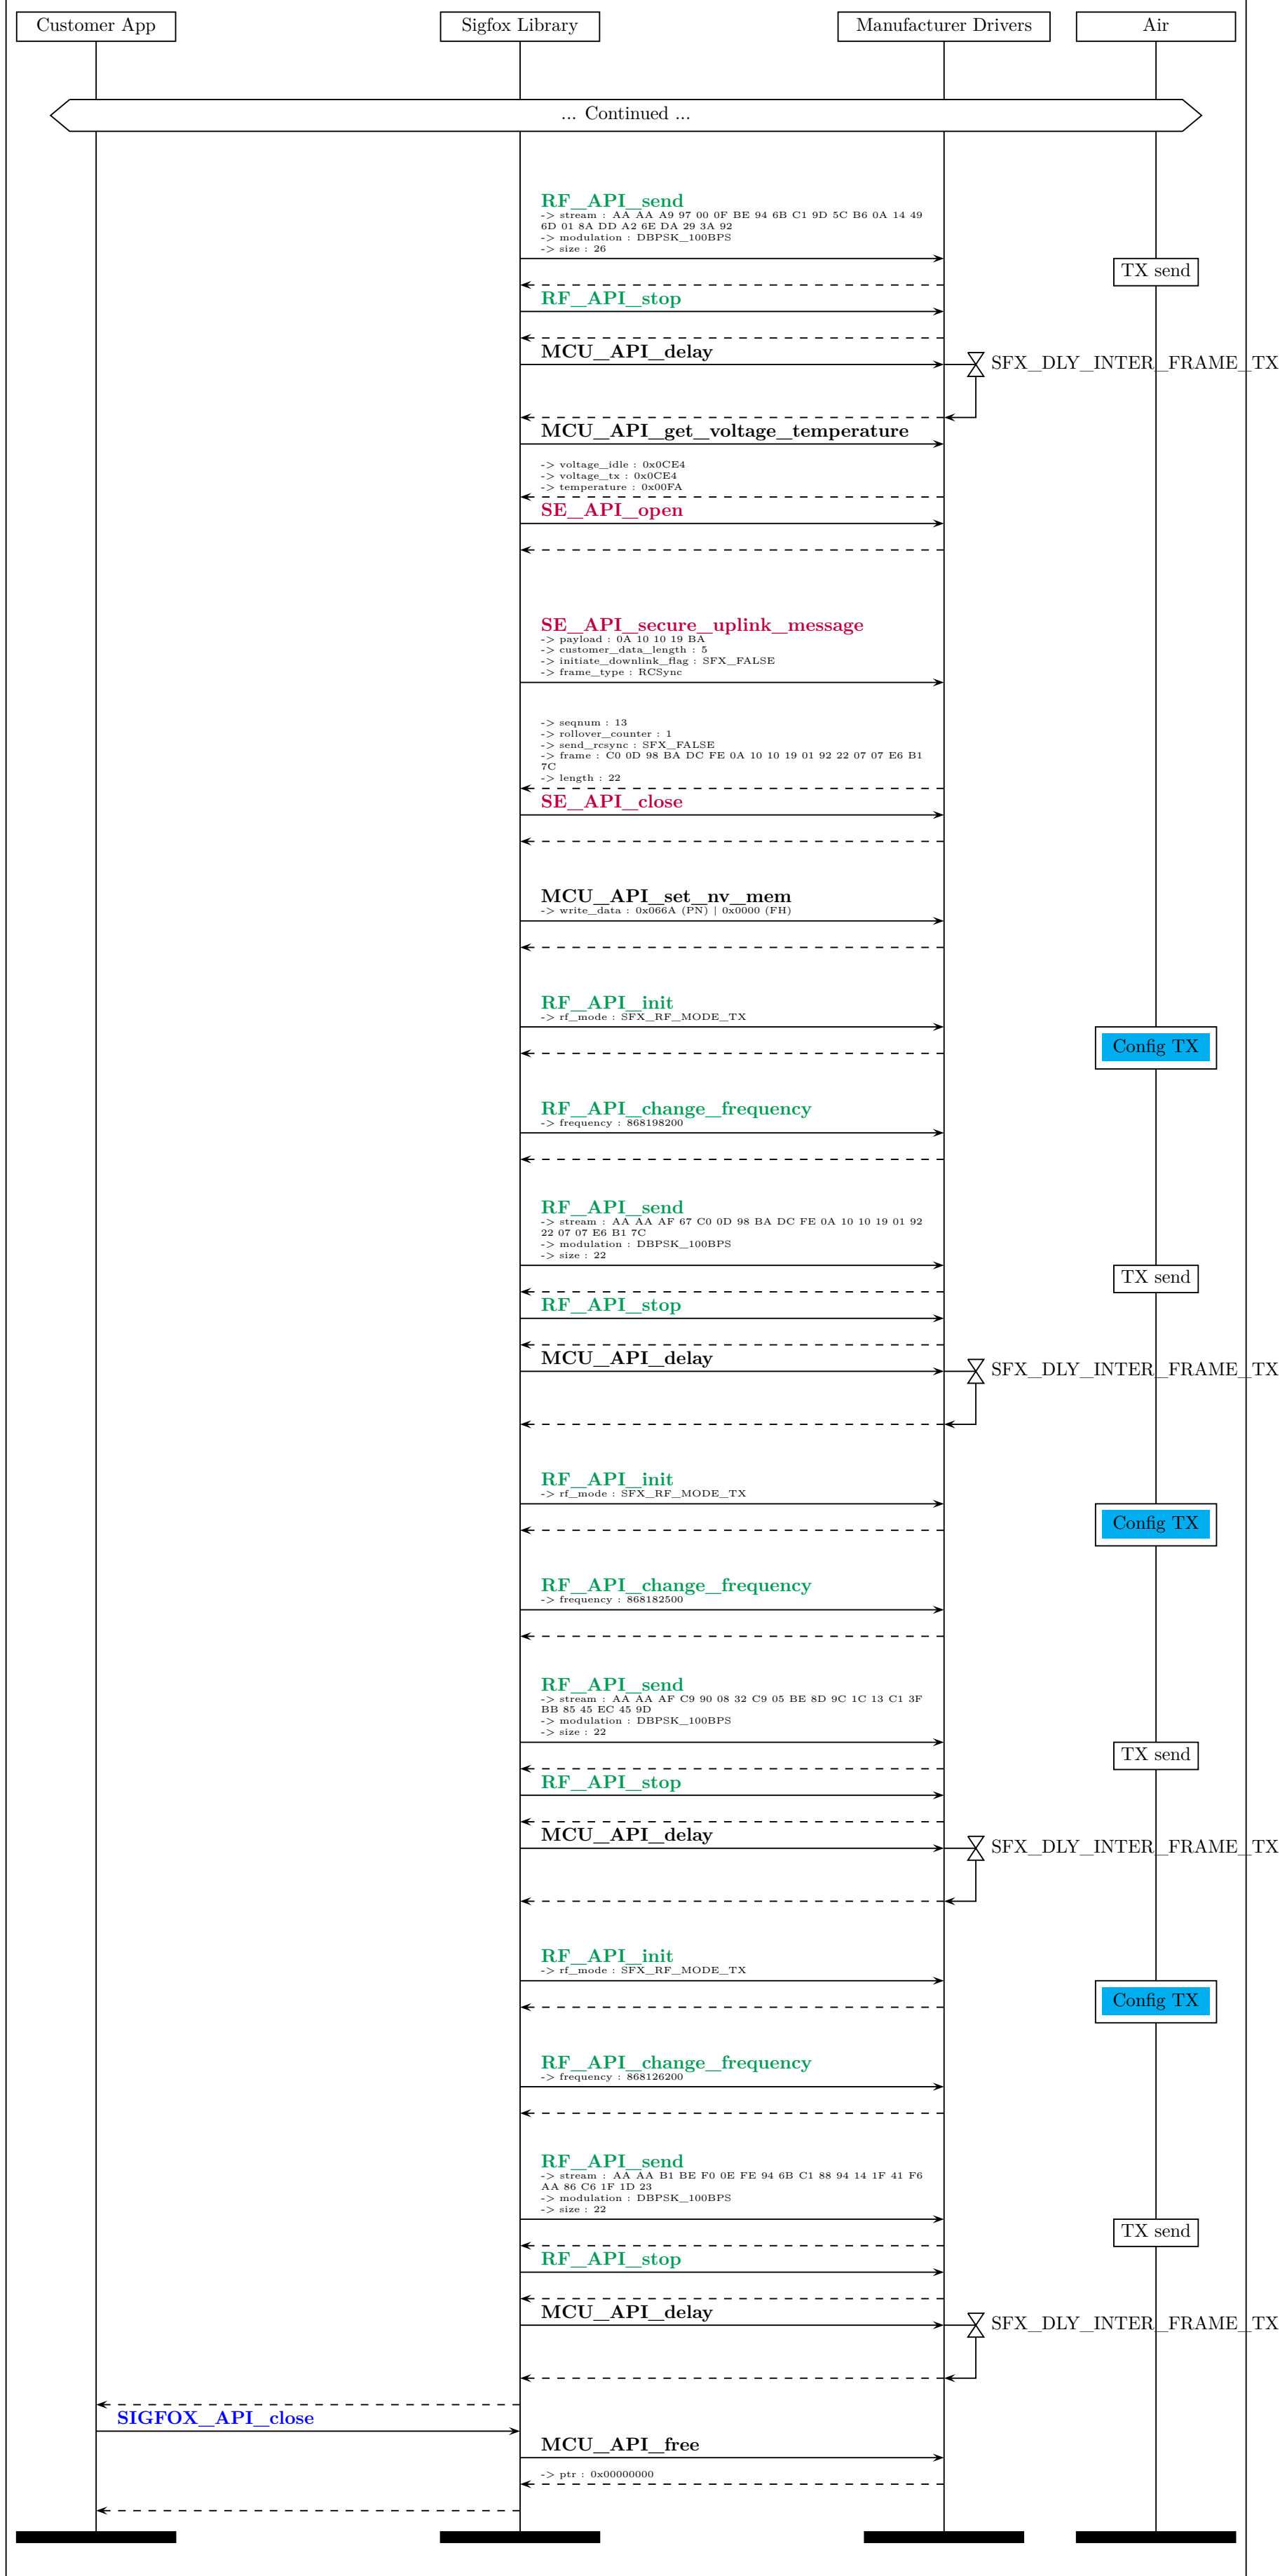 Customer App
Sigfox Library
Manufacturer Drivers
Air
... Continued ...
RF_API_send
-> stream : AA AA A9 97 00 0F BE 94 6B C1 9D 5C B6 0A 14 49
6D 01 8A DD A2 6E DA 29 3A 92
-> modulation : DBPSK_100BPS
-> size : 26
TX send
RF_API_stop
MCU_API_delay
SFX_DLY_INTER_FRAME_TX
MCU_API_get_voltage_temperature
-> voltage_idle : 0x0CE4
-> voltage_tx : 0x0CE4
-> temperature : 0x00FA
SE_API_open
SE_API_secure_uplink_message
-> payload : 0A 10 10 19 BA
-> customer_data_length : 5
-> initiate_downlink_flag : SFX_FALSE
-> frame_type : RCSync
-> seqnum : 13
-> rollover_counter : 1
-> send_rcsync : SFX_FALSE
-> frame : C0 0D 98 BA DC FE 0A 10 10 19 01 92 22 07 07 E6 B1
7C
-> length : 22
SE_API_close
MCU_API_set_nv_mem
-> write_data : 0x066A (PN) | 0x0000 (FH)
RF_API_init
-> rf_mode : SFX_RF_MODE_TX
Config TX
RF_API_change_frequency
-> frequency : 868198200
RF_API_send
-> stream : AA AA AF 67 C0 0D 98 BA DC FE 0A 10 10 19 01 92
22 07 07 E6 B1 7C
-> modulation : DBPSK_100BPS
-> size : 22
TX send
RF_API_stop
MCU_API_delay
SFX_DLY_INTER_FRAME_TX
RF_API_init
-> rf_mode : SFX_RF_MODE_TX
Config TX
RF_API_change_frequency
-> frequency : 868182500
RF_API_send
-> stream : AA AA AF C9 90 08 32 C9 05 BE 8D 9C 1C 13 C1 3F
BB 85 45 EC 45 9D
-> modulation : DBPSK_100BPS
-> size : 22
TX send
RF_API_stop
MCU_API_delay
SFX_DLY_INTER_FRAME_TX
RF_API_init
-> rf_mode : SFX_RF_MODE_TX
Config TX
RF_API_change_frequency
-> frequency : 868126200
RF_API_send
-> stream : AA AA B1 BE F0 0E FE 94 6B C1 88 94 14 1F 41 F6
AA 86 C6 1F 1D 23
-> modulation : DBPSK_100BPS
-> size : 22
TX send
RF_API_stop
MCU_API_delay
SFX_DLY_INTER_FRAME_TX
SIGFOX_API_close
MCU_API_free
-> ptr : 0x00000000